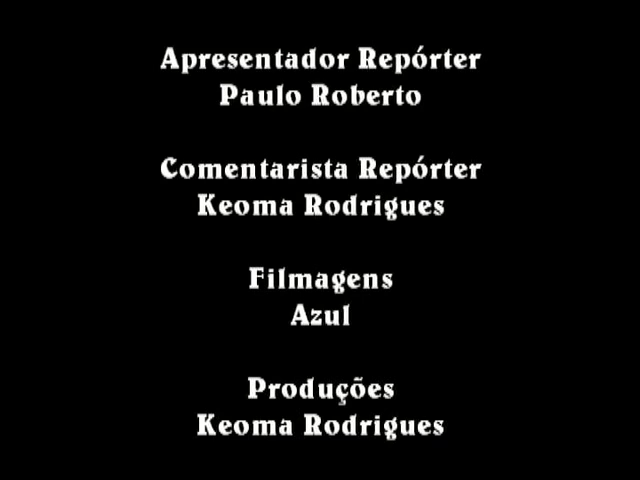 Apresentador Repórter
Paulo Roberto
Comentarista Repórter
Keoma Rodrigues
Filmagens
Azul
Produções
Keoma Rodrigues